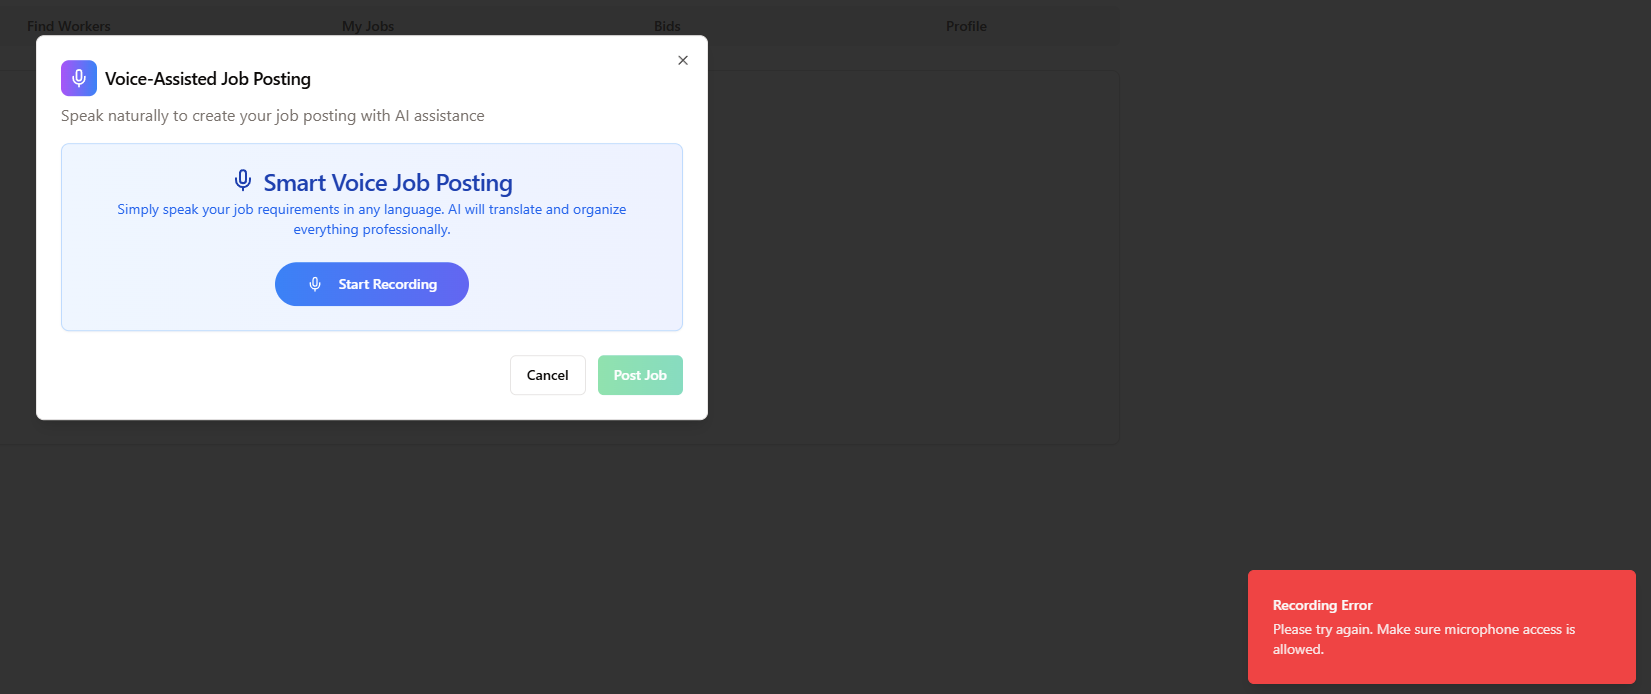 Find Workers
My Jobs
Bids
Profile
Voice-Assisted Job Posting
Speak naturally to create your job posting with AI assistance
Smart Voice Job Posting
Simply speak your job requirements in any language. AI will translate and organize
everything professionally.
Start Recording
Cancel
Post Job
Recording Error
Please try again. Make sure microphone access is
allowed.